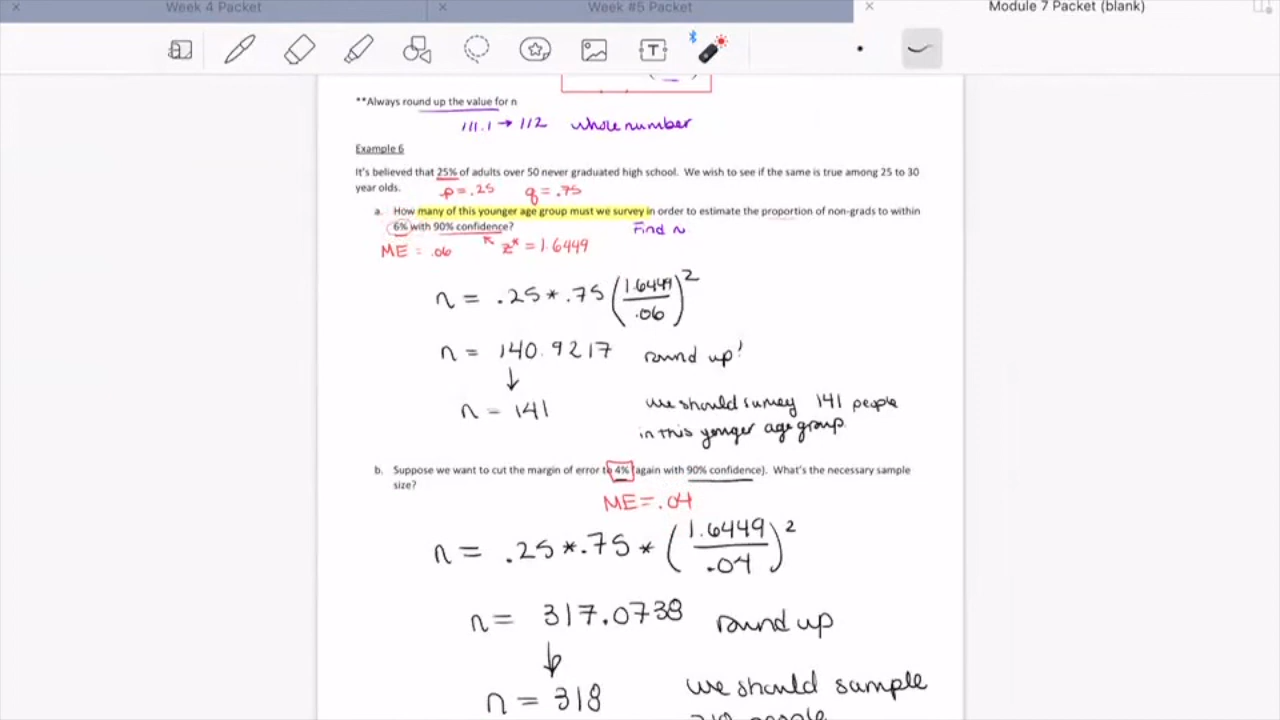 Week 4 Packet
Week #5 Packet
Module 7 Packet (blank)
**Always round up the value for n
111.1 → 112 whole number
Example 6
It's believed that 25% of adults over 50 never graduated high school. We wish to see if the same is true among 25 to 30
year olds.
p = .25 q = .75
a. How many of this younger age group must we survey in order to estimate the proportion of non-grads to within
6% with 90% confidence?
Find n
ME = .06 z* = 1.6449
n = .25 * .75 (1.6449/.06)²
n = 140.9217 round up!
↓
n = 141
we should survey 141 people
in this younger age group.
b. Suppose we want to cut the margin of error to 4% (again with 90% confidence). What's the necessary sample
size?
ME = .04
n = .25 * .75 * (1.6449/.04)²
n = 317.0738 round up
↓
n = 318
we should sample